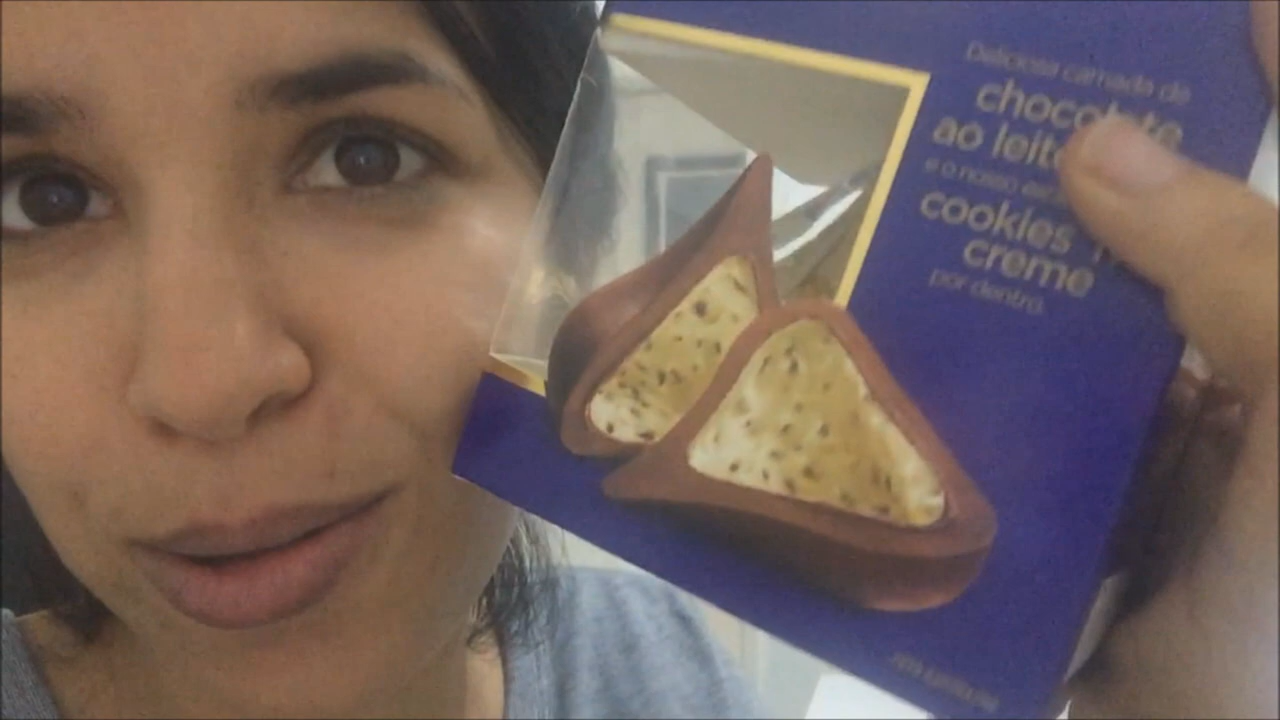 Deliciosa camada de
chocolate
ao leite
e o nosso
cookies 'n
creme
por dentro.